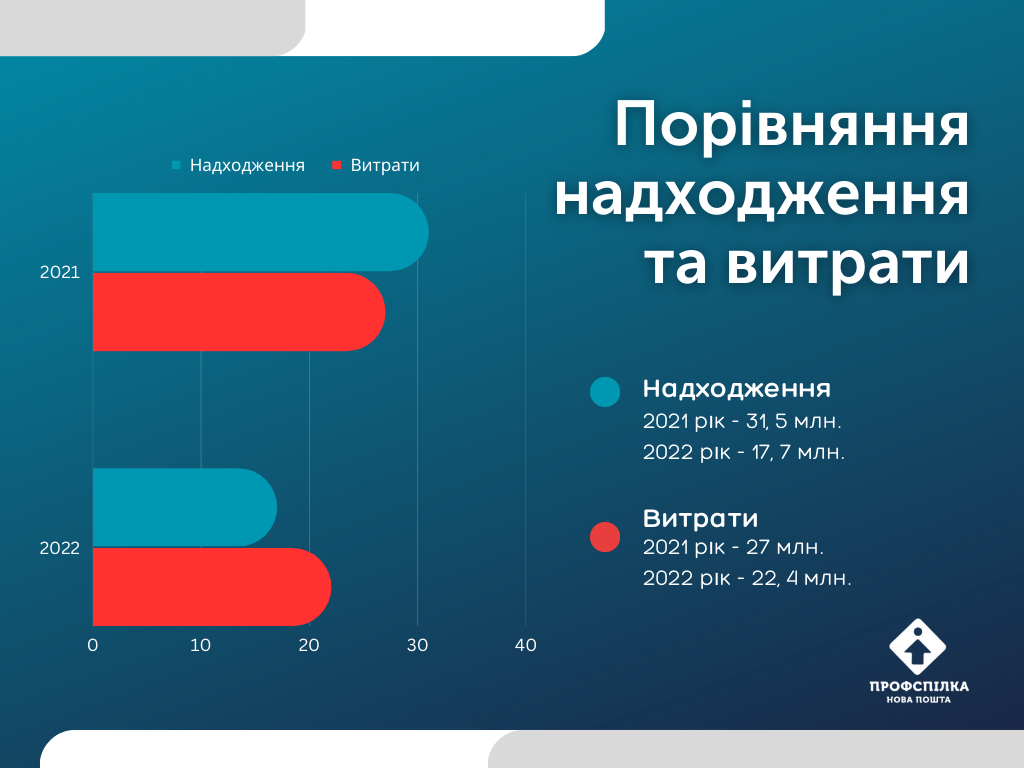 Порівняння
надходження
та витрати
Надходження Витрати
2021
2022
0 10 20 30 40
Надходження
2021 рік - 31, 5 млн.
2022 рік - 17, 7 млн.
Витрати
2021 рік - 27 млн.
2022 рік - 22, 4 млн.
ПРОФСПІЛКА
НОВА ПОШТА